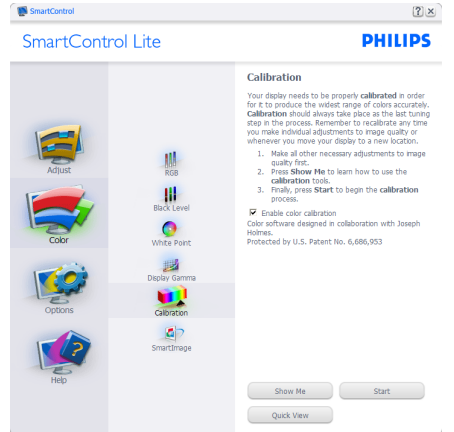 SmartControl
SmartControl Lite
PHILIPS
Adjust
Color
Options
Help
RGB
Black Level
White Point
Display Gamma
Calibration
SmartImage
Calibration
Your display needs to be properly calibrated in order
for it to produce the widest range of colors accurately.
Calibration should always take place as the last tuning
step in the process. Remember to recalibrate any time
you make individual adjustments to image quality or
whenever you move your display to a new location.
1. Make all other necessary adjustments to image
quality first.
2. Press Show Me to learn how to use the
calibration tools.
3. Finally, press Start to begin the calibration
process.
Enable color calibration
Color software designed in collaboration with Joseph
Holmes.
Protected by U.S. Patent No. 6,686,953
Show Me
Start
Quick View